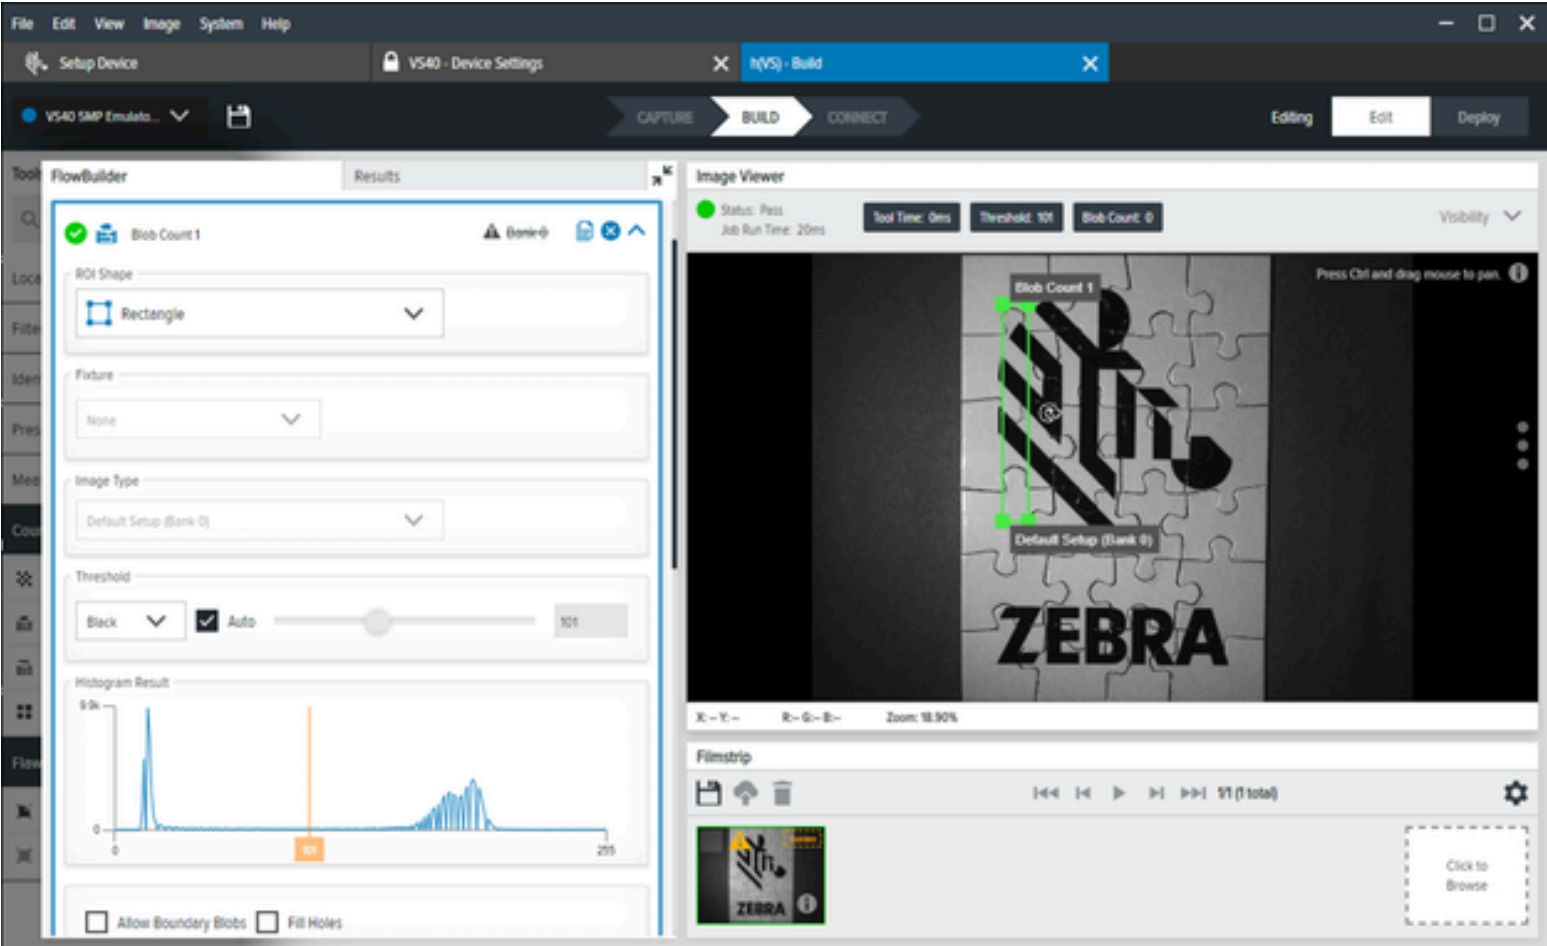 File Edit View Image System Help
Setup Device
VS40 - Device Settings
h(VS) - Build
VS40 SMP Emulato...
CAPTURE BUILD CONNECT
Editing Edit Deploy
FlowBuilder Results
Blob Count 1
Bank 0
ROI Shape
Rectangle
Fixture
None
Image Type
Default Setup (Bank 0)
Threshold
Black Auto 101
Histogram Result
9.9k
0
0 101 255
Allow Boundary Blobs Fill Holes
Image Viewer
Status: Pass
Job Run Time: 20ms
Tool Time: 0ms Threshold: 101 Blob Count: 0
Visibility
Press Ctrl and drag mouse to pan.
Blob Count 1
Default Setup (Bank 0)
ZEBRA
X: -- Y: -- R:-- G:-- B:-- Zoom: 18.90%
Filmstrip
1/1 (1 total)
ZEBRA
Click to
Browse